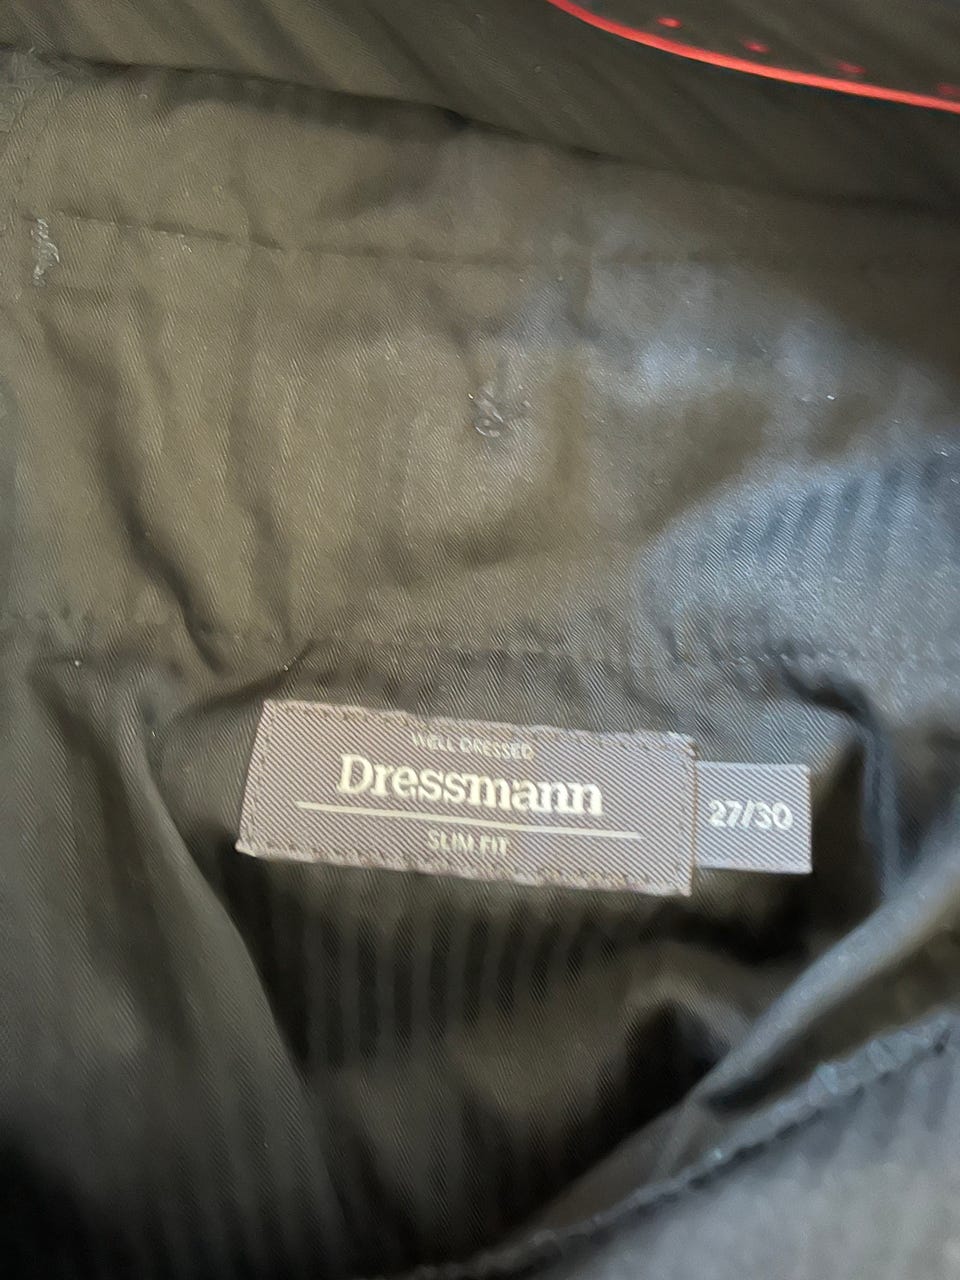 WELL DRESSED
Dressmann
SLIM FIT
27/30